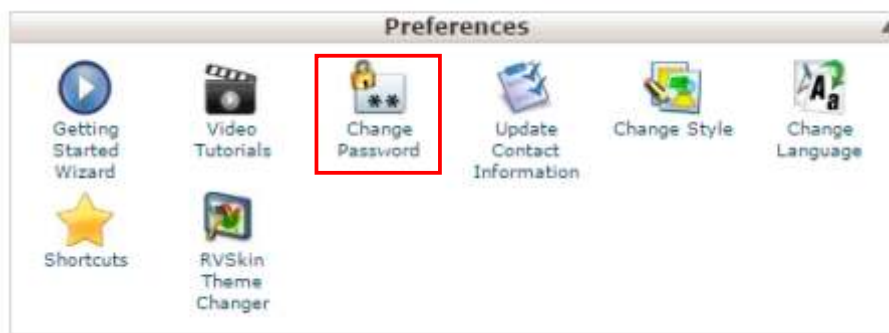 Preferences
Getting
Started
Wizard
Video
Tutorials
**
Change
Password
Update
Contact
Information
Change Style
Aa
Change
Language
Shortcuts
RVSkin
Theme
Changer